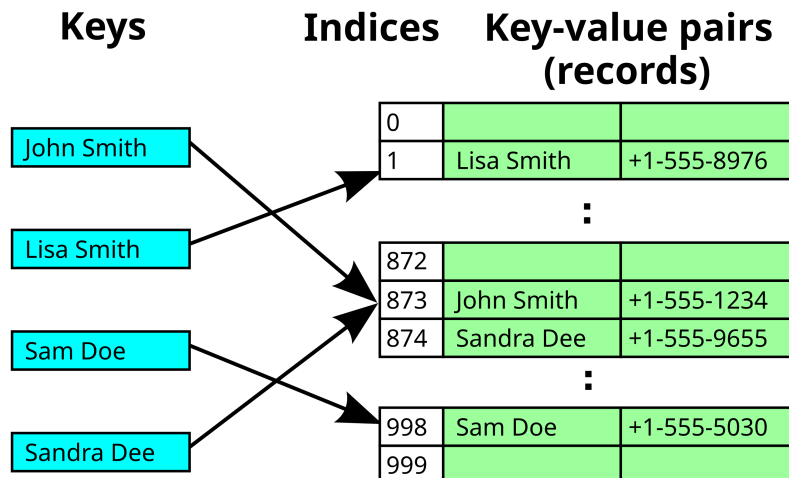 Keys
Indices
Key-value pairs
(records)
John Smith
Lisa Smith
Sam Doe
Sandra Dee
0
1 Lisa Smith +1-555-8976
:
872
873 John Smith +1-555-1234
874 Sandra Dee +1-555-9655
:
998 Sam Doe +1-555-5030
999